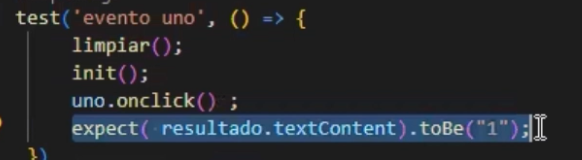 test('evento uno', () => {
limpiar();
init();
uno.onclick() ;
expect( resultado.textContent).toBe("1");
})